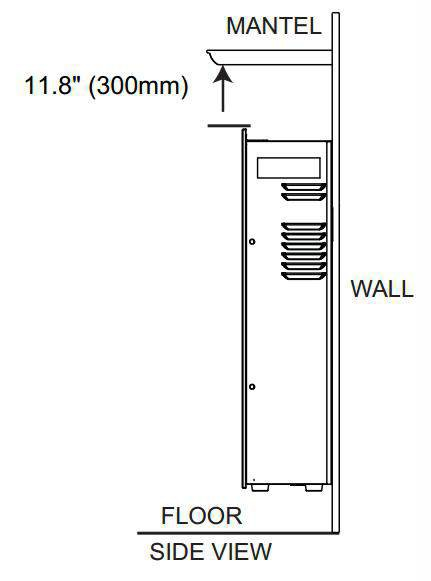 MANTEL
11.8" (300mm)
WALL
FLOOR
SIDE VIEW